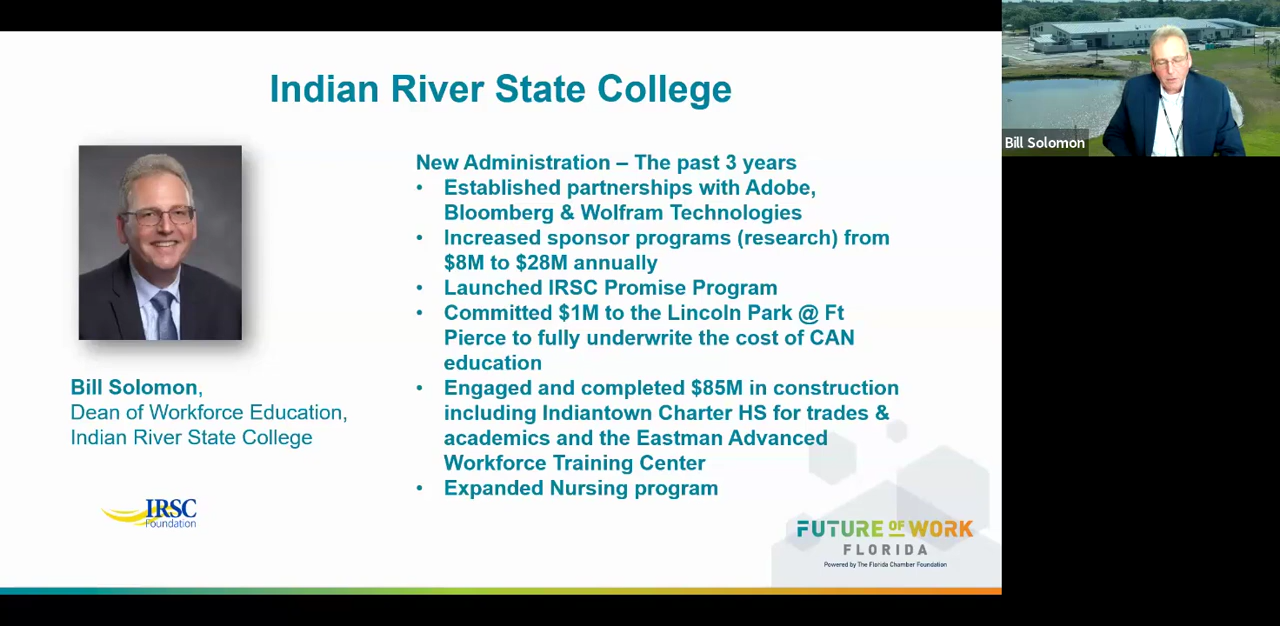 Indian River State College
Bill Solomon
New Administration – The past 3 years
• Established partnerships with Adobe,
Bloomberg & Wolfram Technologies
• Increased sponsor programs (research) from
$8M to $28M annually
• Launched IRSC Promise Program
• Committed $1M to the Lincoln Park @ Ft
Pierce to fully underwrite the cost of CAN
education
• Engaged and completed $85M in construction
including Indiantown Charter HS for trades &
academics and the Eastman Advanced
Workforce Training Center
• Expanded Nursing program
Bill Solomon,
Dean of Workforce Education,
Indian River State College
IRSC
Foundation
FUTURE OF WORK
FLORIDA
Powered by The Florida Chamber Foundation